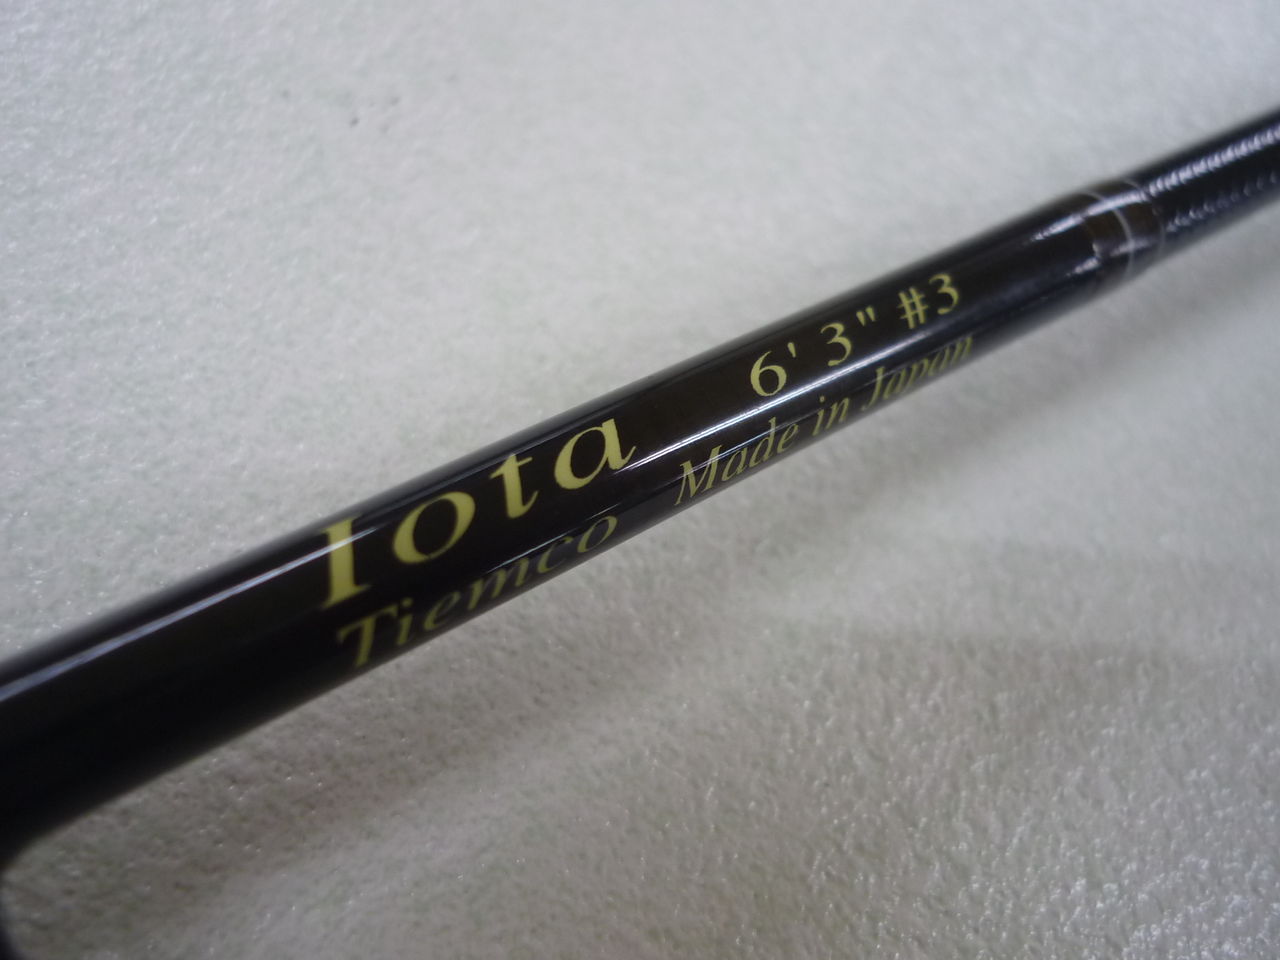 Iota 6' 3" #3
Tiemco Made in Japan